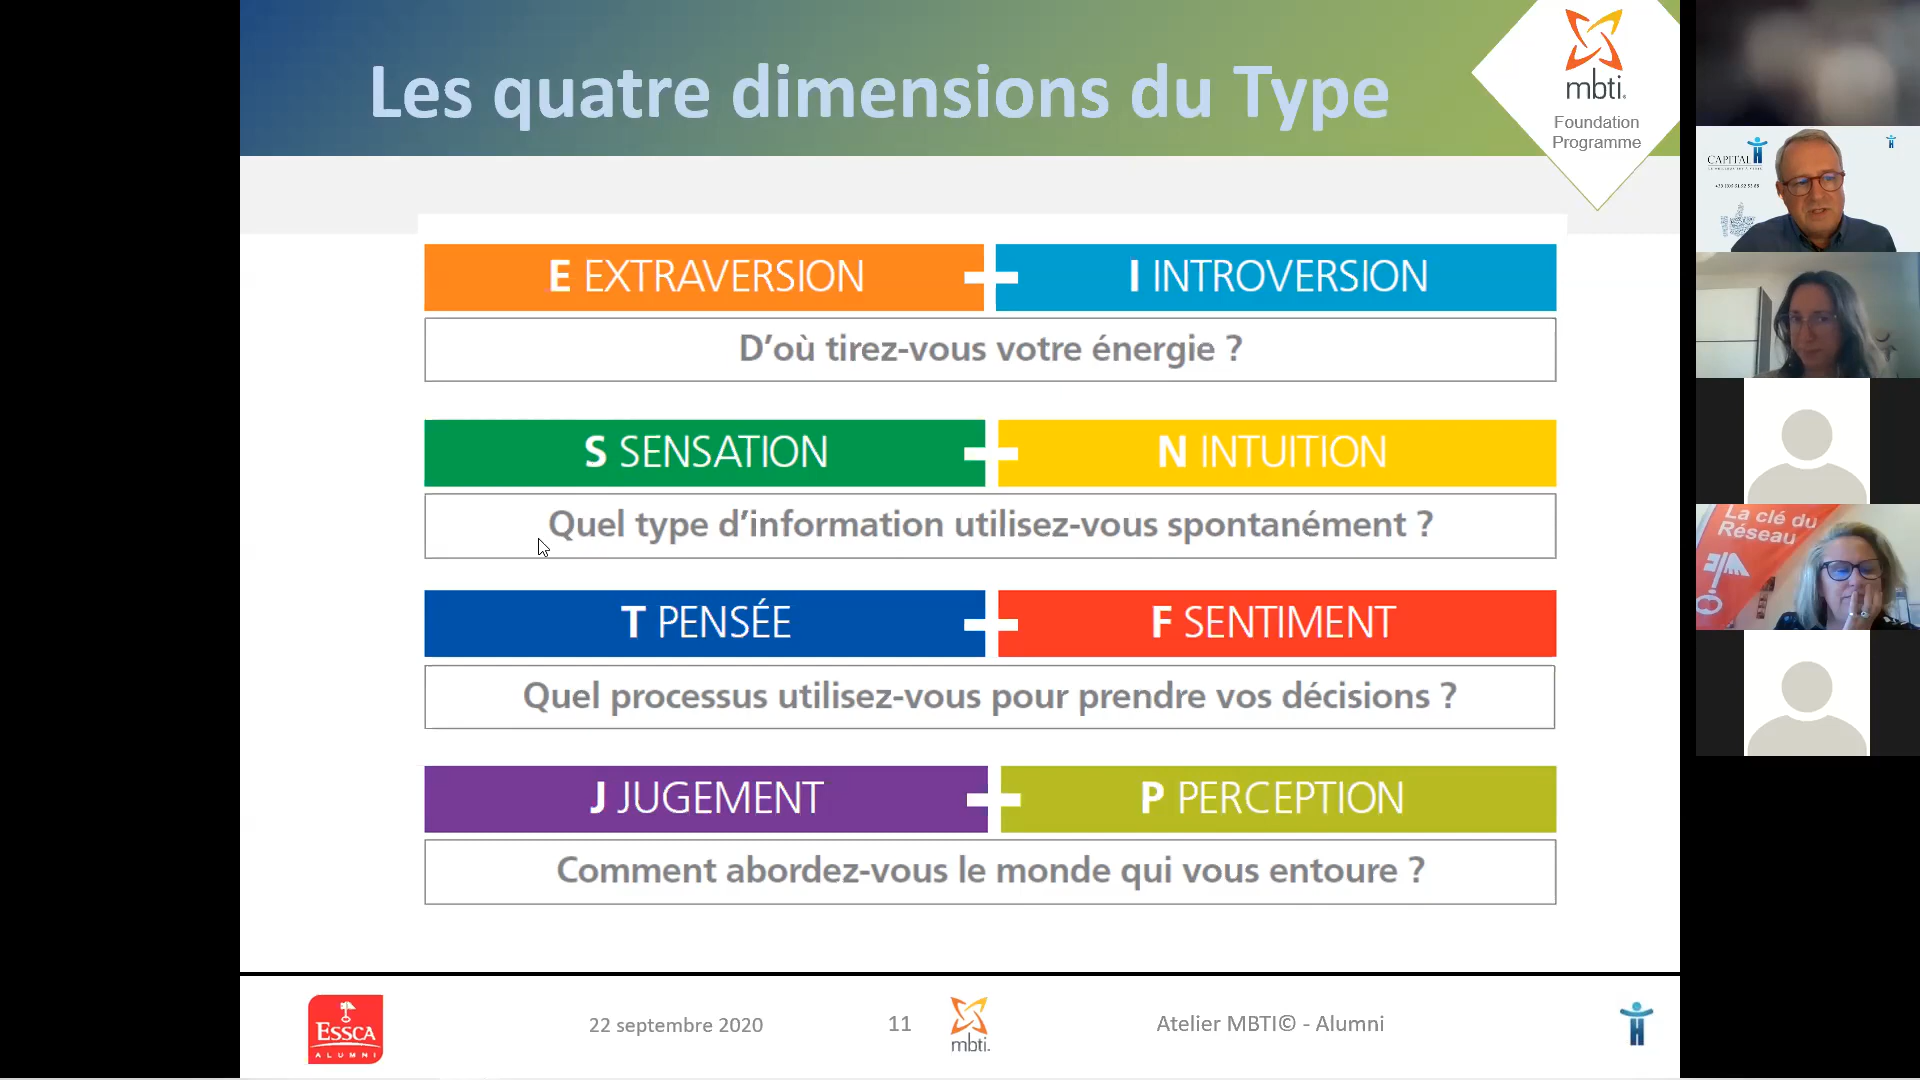 Les quatre dimensions du Type
mbti.
Foundation
Programme
E EXTRAVERSION
I INTROVERSION
D’où tirez-vous votre énergie ?
S SENSATION
N INTUITION
Quel type d’information utilisez-vous spontanément ?
T PENSÉE
F SENTIMENT
Quel processus utilisez-vous pour prendre vos décisions ?
J JUGEMENT
P PERCEPTION
Comment abordez-vous le monde qui vous entoure ?
ESSCA
ALUMNI
22 septembre 2020
11
mbti.
Atelier MBTI© - Alumni
H
CAPITAL H
La clé du
Réseau